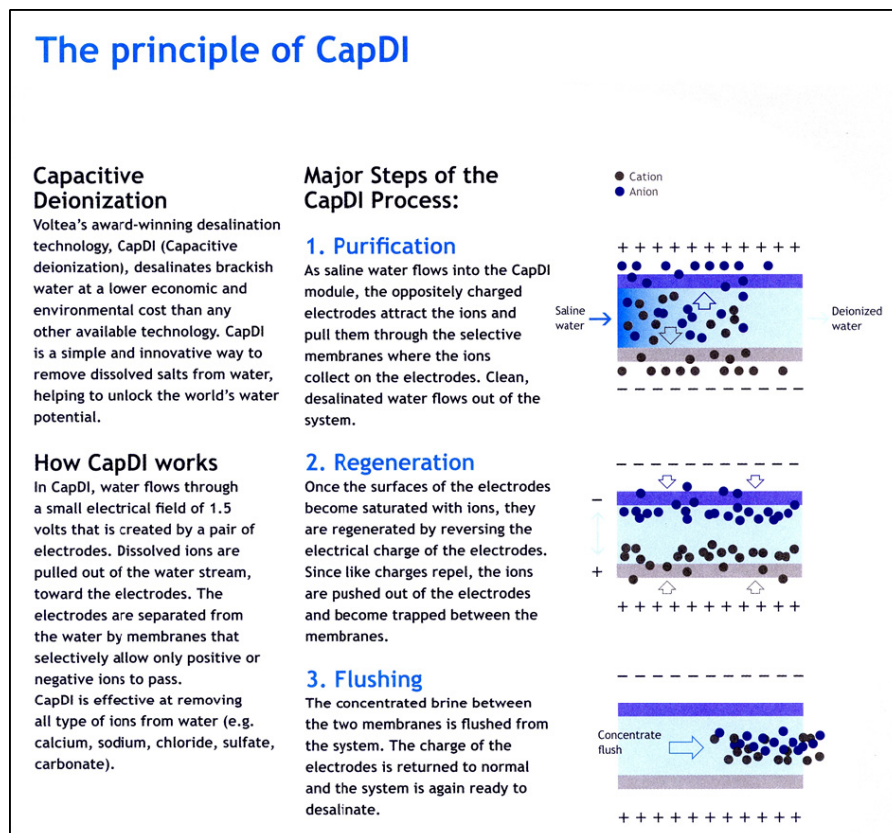 The principle of CapDI
Capacitive
Deionization
Voltea's award-winning desalination
technology, CapDI (Capacitive
deionization), desalinates brackish
water at a lower economic and
environmental cost than any
other available technology. CapDI
is a simple and innovative way to
remove dissolved salts from water,
helping to unlock the world's water
potential.
How CapDI works
In CapDI, water flows through
a small electrical field of 1.5
volts that is created by a pair of
electrodes. Dissolved ions are
pulled out of the water stream,
toward the electrodes. The
electrodes are separated from
the water by membranes that
selectively allow only positive or
negative ions to pass.
CapDI is effective at removing
all type of ions from water (e.g.
calcium, sodium, chloride, sulfate,
carbonate).
Major Steps of the
CapDI Process:
1. Purification
As saline water flows into the CapDI
module, the oppositely charged
electrodes attract the ions and
pull them through the selective
membranes where the ions
collect on the electrodes. Clean,
desalinated water flows out of the
system.
2. Regeneration
Once the surfaces of the electrodes
become saturated with ions, they
are regenerated by reversing the
electrical charge of the electrodes.
Since like charges repel, the ions
are pushed out of the electrodes
and become trapped between the
membranes.
3. Flushing
The concentrated brine between
the two membranes is flushed from
the system. The charge of the
electrodes is returned to normal
and the system is again ready to
desalinate.
Cation
Anion
+ + + + + + + + + + +
Saline
water
Deionized
water
− − − − − − − − − − −
− − − − − − − − − − −
−
+
+ + + + + + + + + + +
− − − − − − − − − − −
Concentrate
flush
+ + + + + + + + + + +